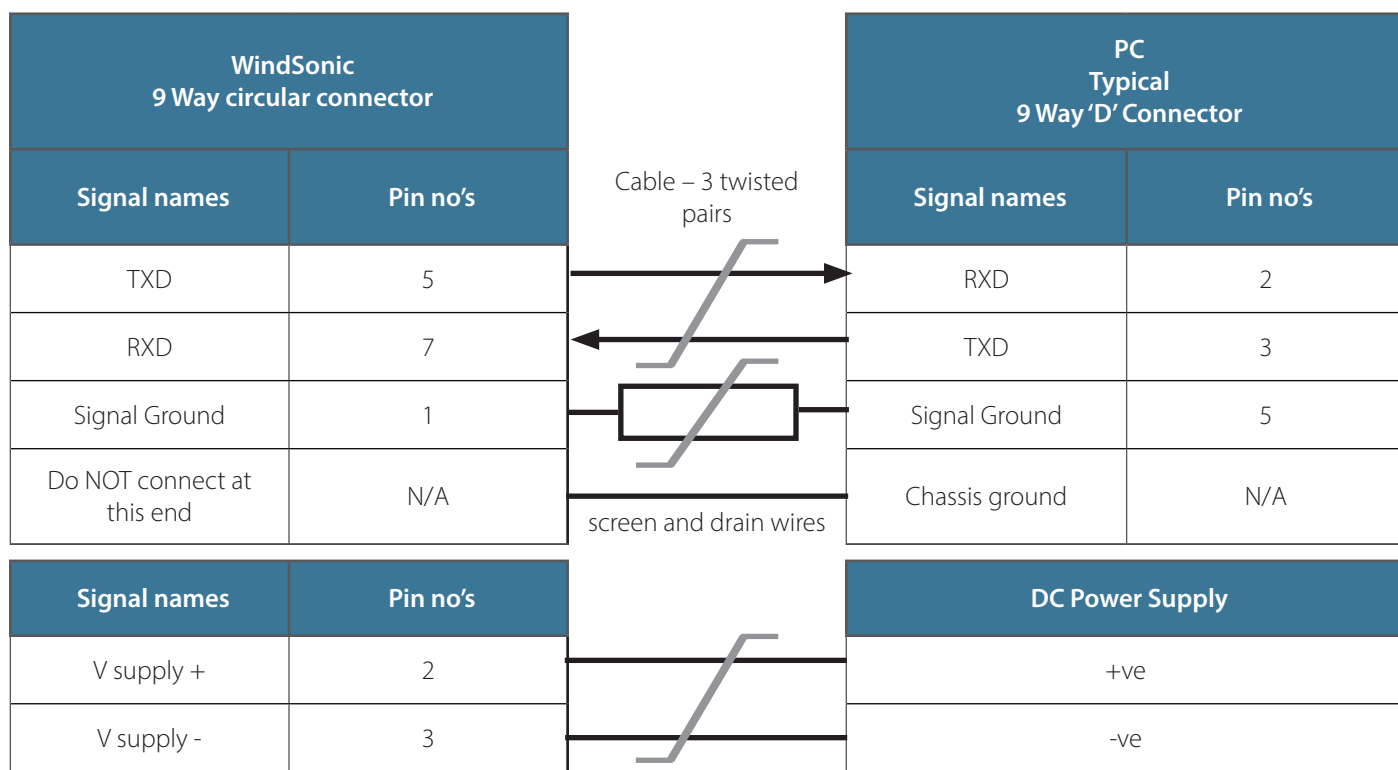 WindSonic
9 Way circular connector
PC
Typical
9 Way ‘D’ Connector
Signal names
Pin no’s
Cable – 3 twisted
pairs
Signal names
Pin no’s
TXD
5
RXD
2
RXD
7
TXD
3
Signal Ground
1
Signal Ground
5
Do NOT connect at
this end
N/A
screen and drain wires
Chassis ground
N/A
Signal names
Pin no’s
DC Power Supply
V supply +
2
+ve
V supply -
3
-ve